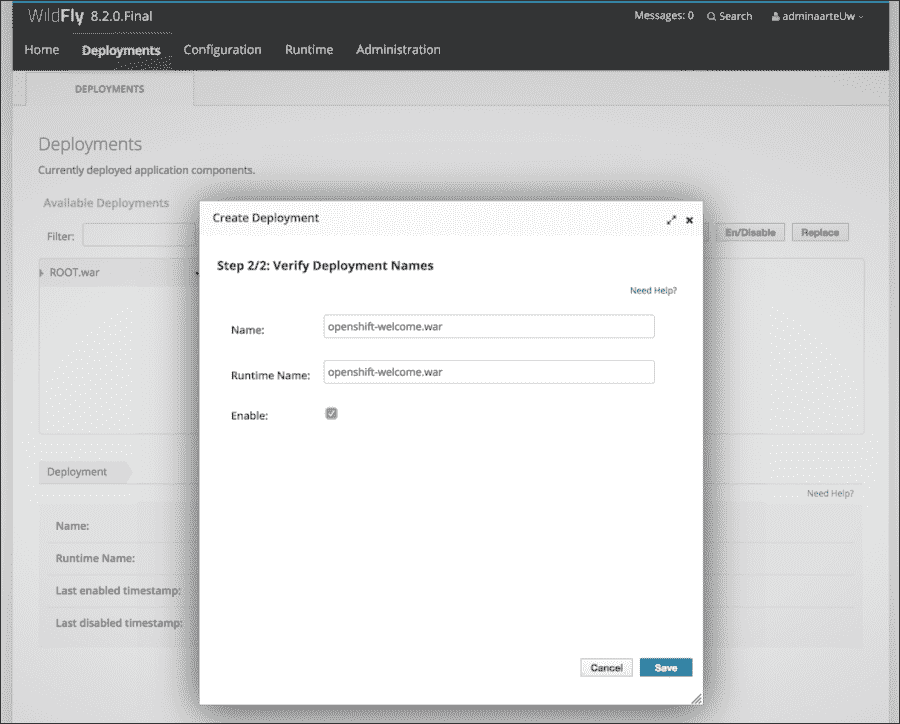 WildFly 8.2.0.Final
Messages: 0 Search adminaarteUw
Home Deployments Configuration Runtime Administration
DEPLOYMENTS
Deployments
Currently deployed application components.
Available Deployments
Filter:
En/Disable Replace
ROOT.war
Create Deployment
Step 2/2: Verify Deployment Names
Need Help?
Name: openshift-welcome.war
Runtime Name: openshift-welcome.war
Enable:
Cancel Save
Deployment
Need Help?
Name:
Runtime Name:
Last enabled timestamp:
Last disabled timestamp: